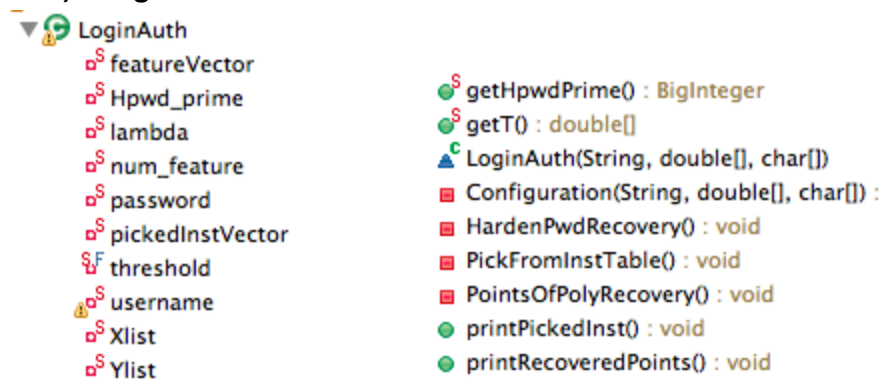 LoginAuth
featureVector
Hpwd_prime
lambda
num_feature
password
pickedInstVector
threshold
username
Xlist
Ylist
getHpwdPrime() : BigInteger
getT() : double[]
LoginAuth(String, double[], char[])
Configuration(String, double[], char[]) :
HardenPwdRecovery() : void
PickFromInstTable() : void
PointsOfPolyRecovery() : void
printPickedInst() : void
printRecoveredPoints() : void